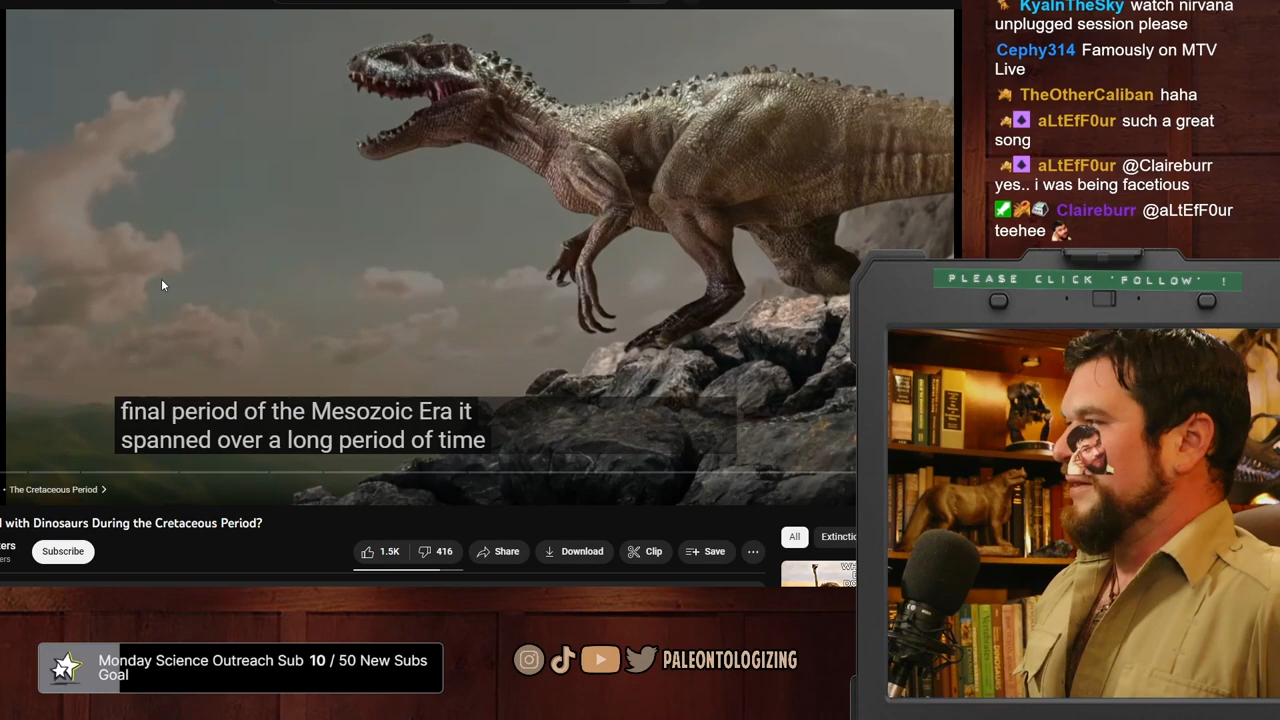 KyaInTheSky watch nirvana
unplugged session please
Cephy314 Famously on MTV
Live
TheOtherCaliban haha
aLtEfF0ur such a great
song
aLtEfF0ur @Claireburr
yes.. i was being facetious
Claireburr @aLtEfF0ur
teehee
PLEASE CLICK "FOLLOW" !
final period of the Mesozoic Era it
spanned over a long period of time
• The Cretaceous Period >
with Dinosaurs During the Cretaceous Period?
Subscribe
1.5K
416
Share
Download
Clip
Save
...
All
Extinctio
Monday Science Outreach Sub 10 / 50 New Subs
Goal
PALEONTOLOGIZING